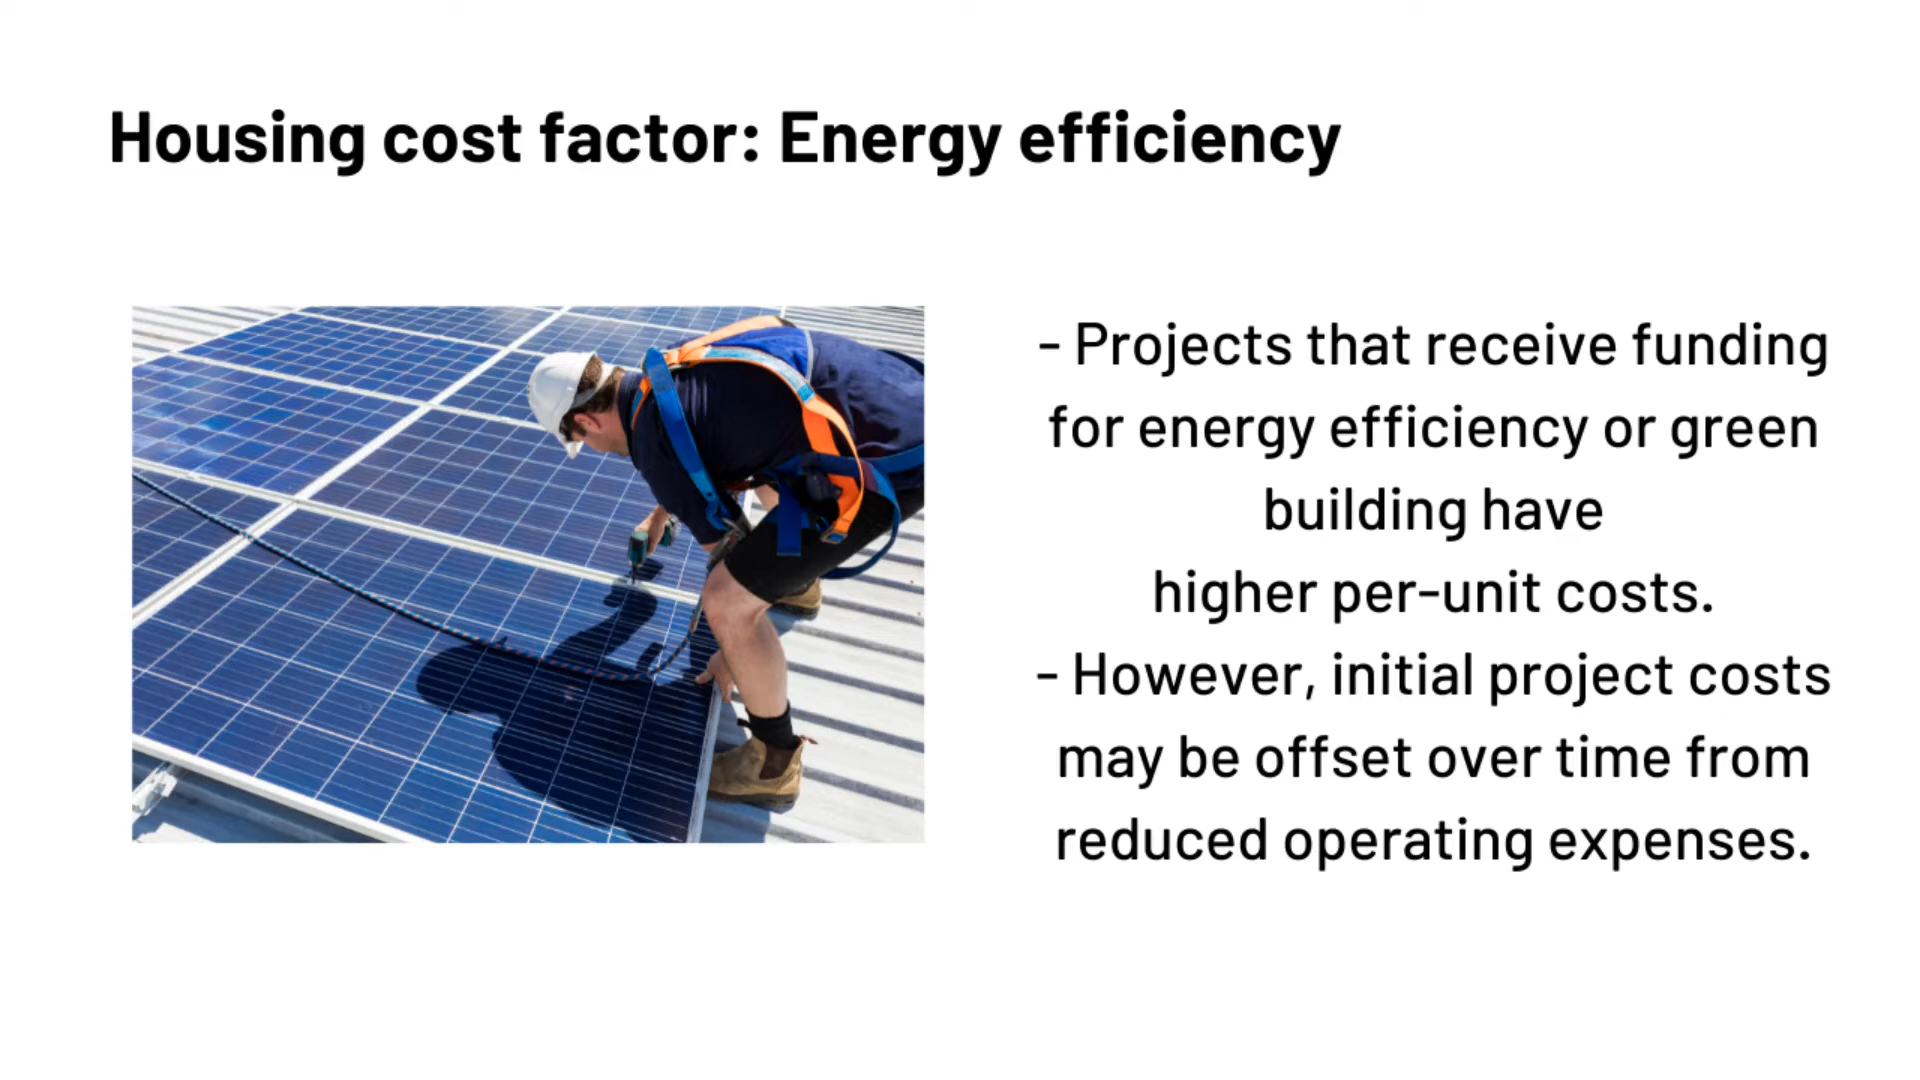 Housing cost factor: Energy efficiency
- Projects that receive funding
for energy efficiency or green
building have
higher per-unit costs.
- However, initial project costs
may be offset over time from
reduced operating expenses.